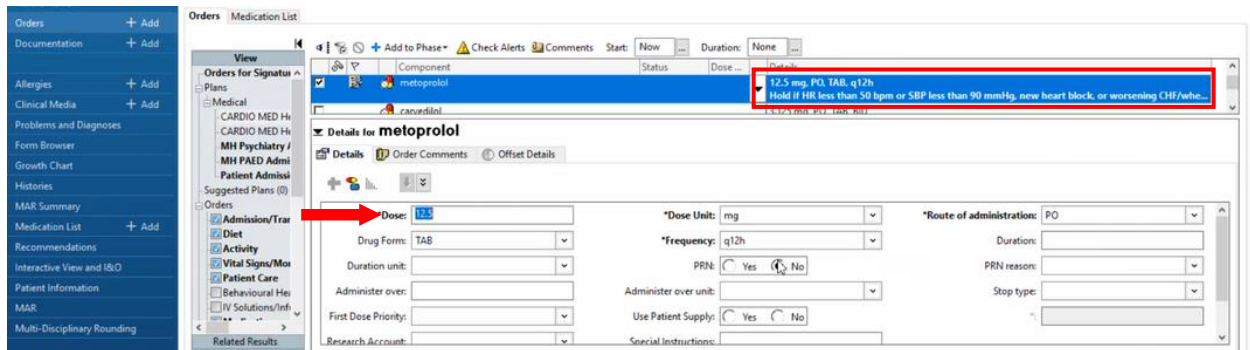 Orders + Add
Documentation + Add
Allergies + Add
Clinical Media + Add
Problems and Diagnoses
Form Browser
Growth Chart
Histories
MAR Summary
Medication List + Add
Recommendations
Interactive View and I&O
Patient Information
MAR
Multi-Disciplinary Rounding
Orders Medication List
View
Orders for Signatur
Plans
Medical
CARDIO MED He
CARDIO MED He
MH Psychiatry /
MH PAED Admi
Patient Admissi
Suggested Plans (0)
Orders
Admission/Tran
Diet
Activity
Vital Signs/Mon
Patient Care
Behavioural Hea
IV Solutions/Inf
Related Results
+ Add to Phase Check Alerts Comments Start: Now ... Duration: None ...
Component Status Dose ... Details
metoprolol 12.5 mg, PO, TAB, q12h
Hold if HR less than 50 bpm or SBP less than 90 mmHg, new heart block, or worsening CHF/whe...
carvedilol 3.125 mg, PO, TAB, BID
Details for metoprolol
Details Order Comments Offset Details
*Dose: 12.5 *Dose Unit: mg *Route of administration: PO
Drug Form: TAB *Frequency: q12h Duration:
Duration unit: PRN: Yes No PRN reason:
Administer over: Administer over unit: Stop type:
First Dose Priority: Use Patient Supply: Yes No
Research Account: Special Instructions: